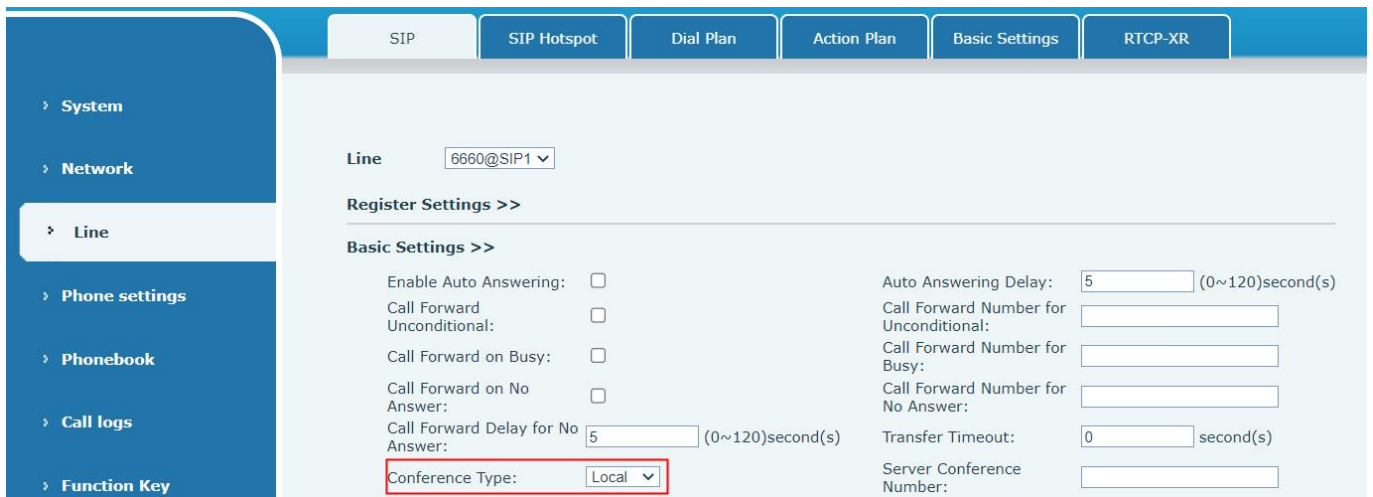 SIP
SIP Hotspot
Dial Plan
Action Plan
Basic Settings
RTCP-XR
› System
› Network
› Line
› Phone settings
› Phonebook
› Call logs
› Function Key
Line 6660@SIP1
Register Settings >>
Basic Settings >>
Enable Auto Answering:
Auto Answering Delay: 5 (0~120)second(s)
Call Forward
Unconditional:
Call Forward Number for
Unconditional:
Call Forward on Busy:
Call Forward Number for
Busy:
Call Forward on No
Answer:
Call Forward Number for
No Answer:
Call Forward Delay for No
Answer: 5 (0~120)second(s)
Transfer Timeout: 0 second(s)
Conference Type: Local
Server Conference
Number: